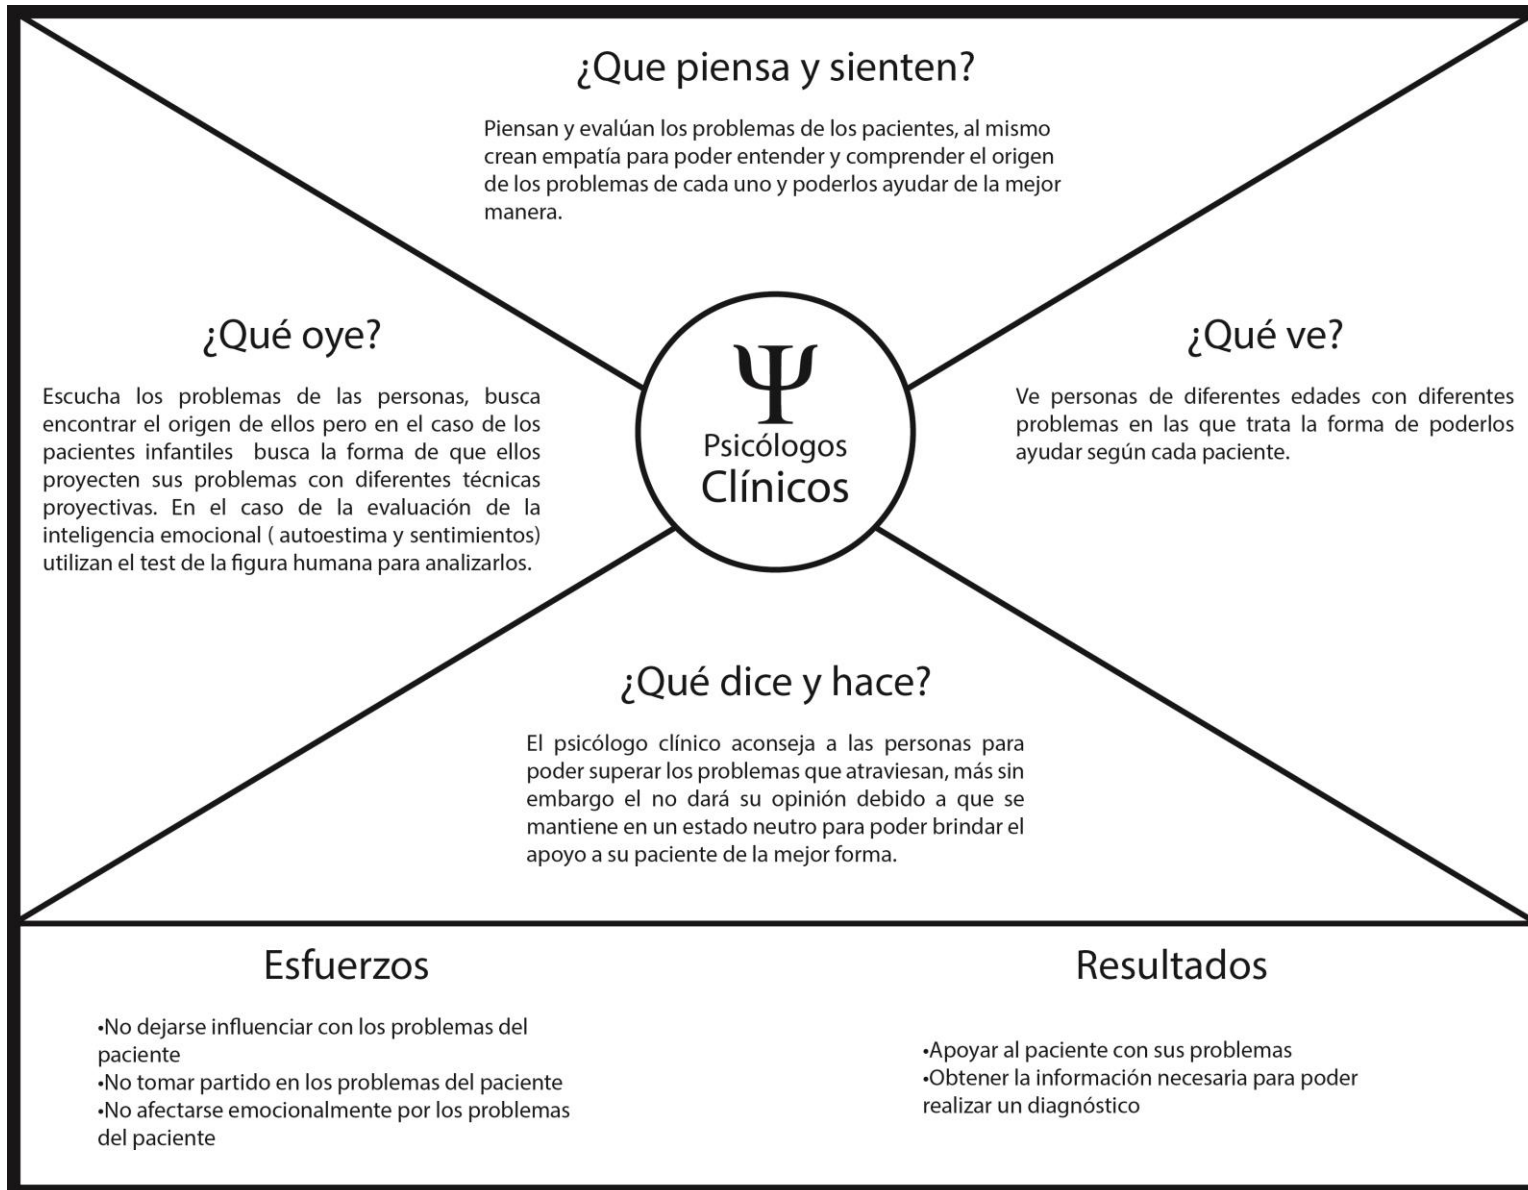 ¿Que piensa y sienten?
Piensan y evalúan los problemas de los pacientes, al mismo
crean empatía para poder entender y comprender el origen
de los problemas de cada uno y poderlos ayudar de la mejor
manera.
¿Qué oye?
Escucha los problemas de las personas, busca
encontrar el origen de ellos pero en el caso de los
pacientes infantiles busca la forma de que ellos
proyecten sus problemas con diferentes técnicas
proyectivas. En el caso de la evaluación de la
inteligencia emocional ( autoestima y sentimientos)
utilizan el test de la figura humana para analizarlos.
Ψ
Psicólogos
Clínicos
¿Qué ve?
Ve personas de diferentes edades con diferentes
problemas en las que trata la forma de poderlos
ayudar según cada paciente.
¿Qué dice y hace?
El psicólogo clínico aconseja a las personas para
poder superar los problemas que atraviesan, más sin
embargo el no dará su opinión debido a que se
mantiene en un estado neutro para poder brindar el
apoyo a su paciente de la mejor forma.
Esfuerzos
•No dejarse influenciar con los problemas del
paciente
•No tomar partido en los problemas del paciente
•No afectarse emocionalmente por los problemas
del paciente
Resultados
•Apoyar al paciente con sus problemas
•Obtener la información necesaria para poder
realizar un diagnóstico